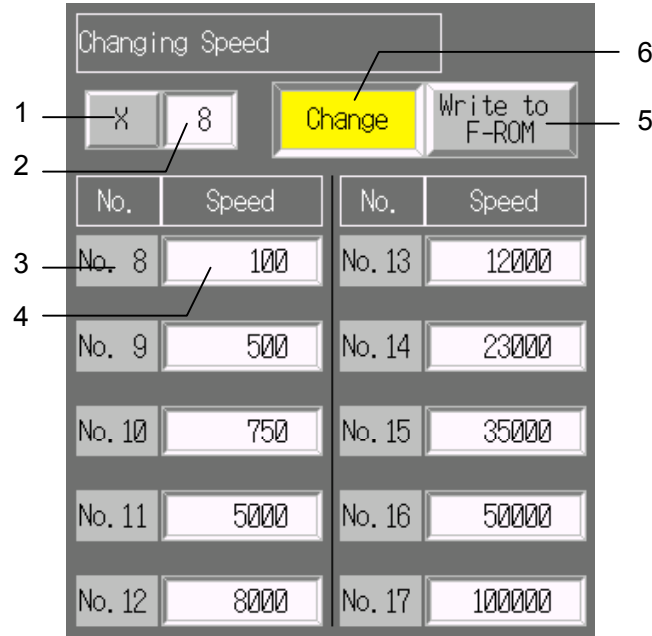 Changing Speed
6
1
X
8
Change
Write to
F-ROM
5
2
No.
Speed
No.
Speed
3
No. 8
100
No. 13
12000
4
No. 9
500
No. 14
23000
No. 10
750
No. 15
35000
No. 11
5000
No. 16
50000
No. 12
8000
No. 17
100000